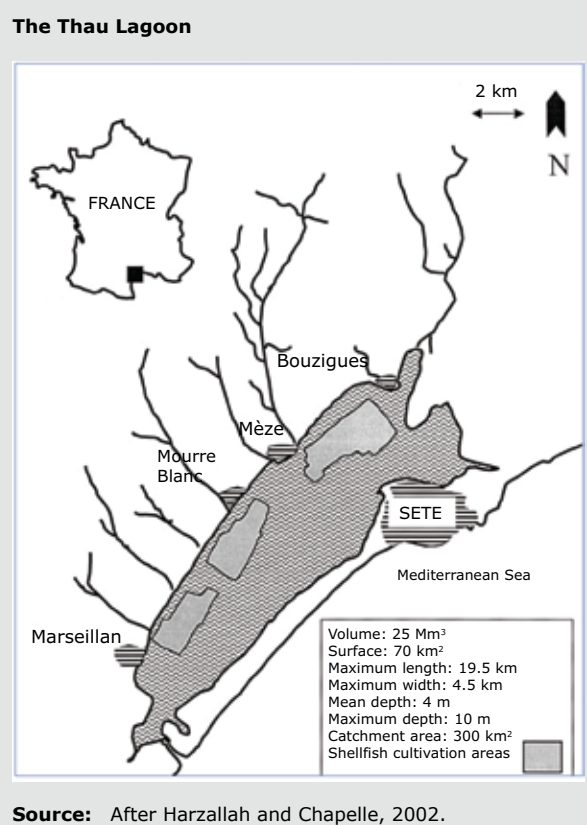 The Thau Lagoon
2 km
N
FRANCE
Bouzigues
Mèze
Mourre
Blanc
SETE
Mediterranean Sea
Marseillan
Volume: 25 Mm³
Surface: 70 km²
Maximum length: 19.5 km
Maximum width: 4.5 km
Mean depth: 4 m
Maximum depth: 10 m
Catchment area: 300 km²
Shellfish cultivation areas
Source: After Harzallah and Chapelle, 2002.